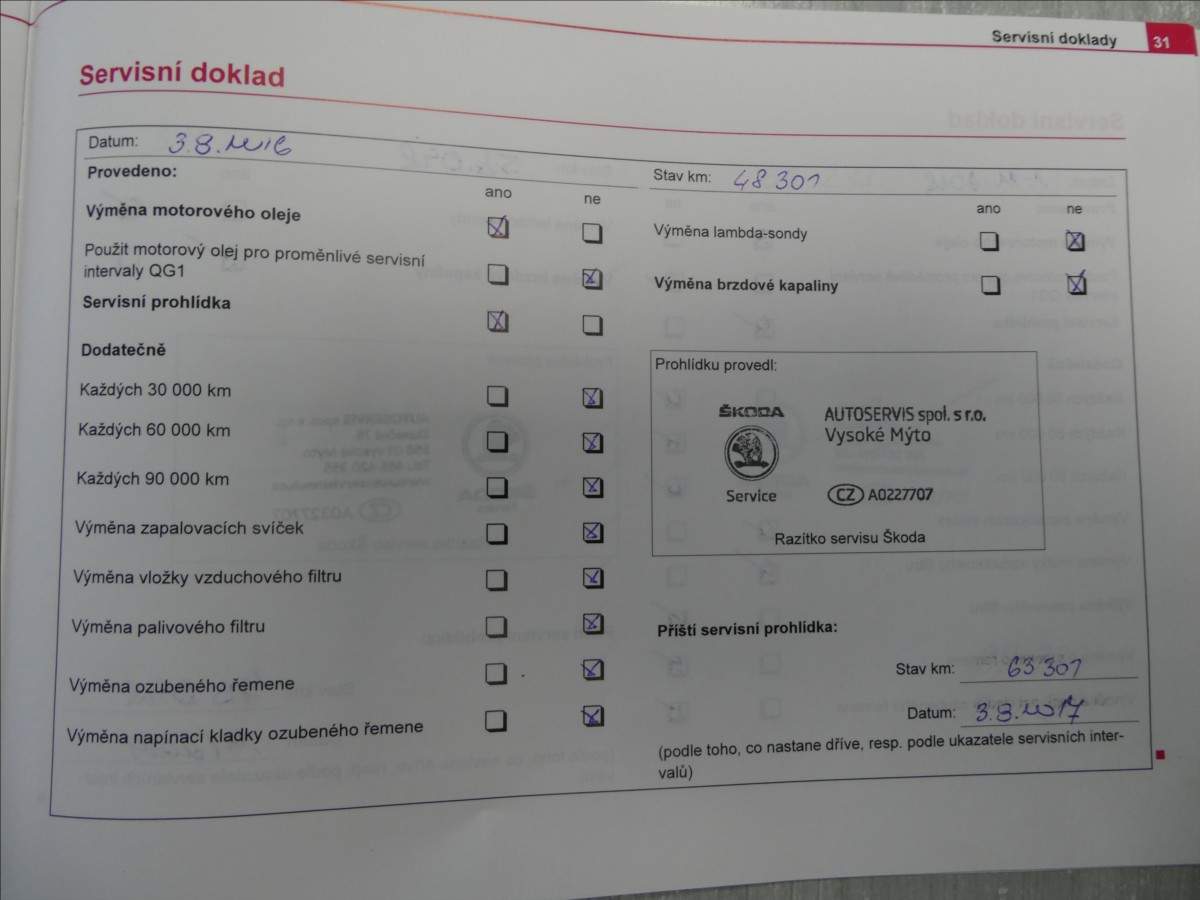 Servisní doklady 31
Servisní doklad
Datum: 3.8.2016
Provedeno:
ano ne
Výměna motorového oleje
Použit motorový olej pro proměnlivé servisní
intervaly QG1
Servisní prohlídka
Dodatečně
Každých 30 000 km
Každých 60 000 km
Každých 90 000 km
Výměna zapalovacích svíček
Výměna vložky vzduchového filtru
Výměna palivového filtru
Výměna ozubeného řemene
Výměna napínací kladky ozubeného řemene
Stav km: 48 301
ano ne
Výměna lambda-sondy
Výměna brzdové kapaliny
Prohlídku provedl:
ŠKODA
Service
AUTOSERVIS spol. s r.o.
Vysoké Mýto
CZ A0227707
Razítko servisu Škoda
Příští servisní prohlídka:
Stav km: 63 301
Datum: 3.8.2017
(podle toho, co nastane dříve, resp. podle ukazatele servisních inter-
valů)